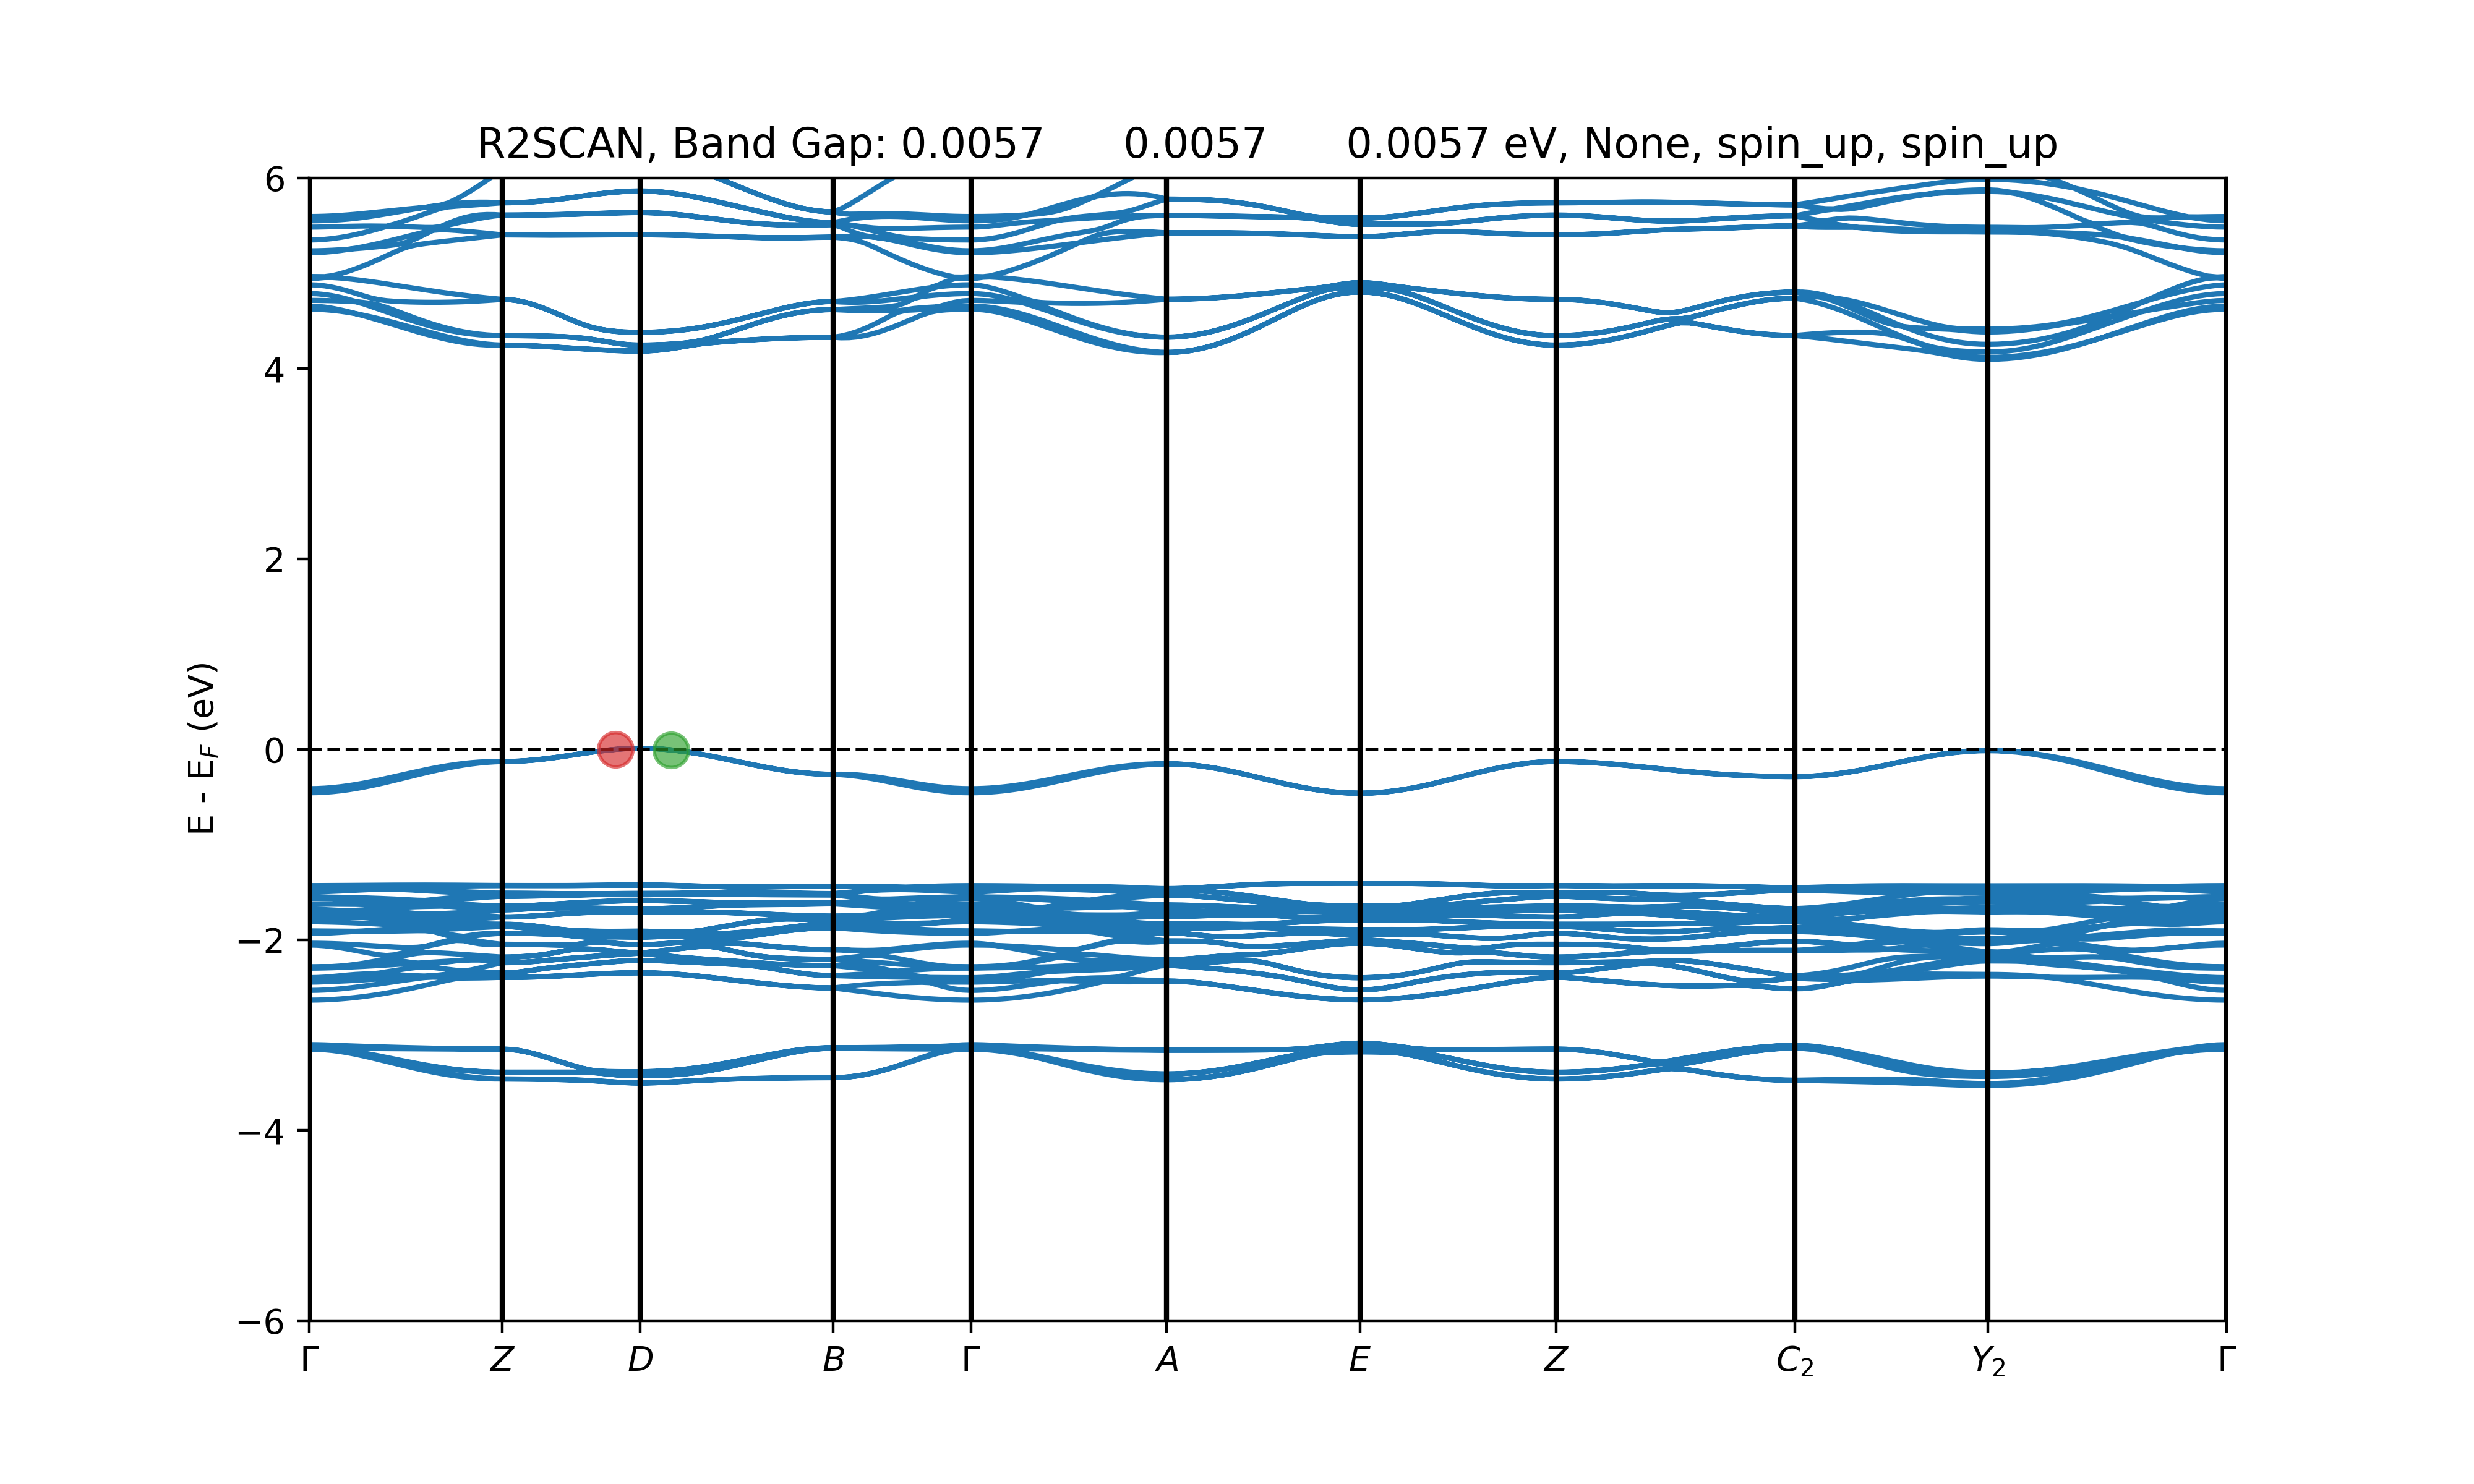 R2SCAN, Band Gap: 0.0057 0.0057 0.0057 eV, None, spin_up, spin_up
6
4
2
0
−2
−4
−6
E - E_F (eV)
Γ Z D B Γ A E Z C₂ Y₂ Γ